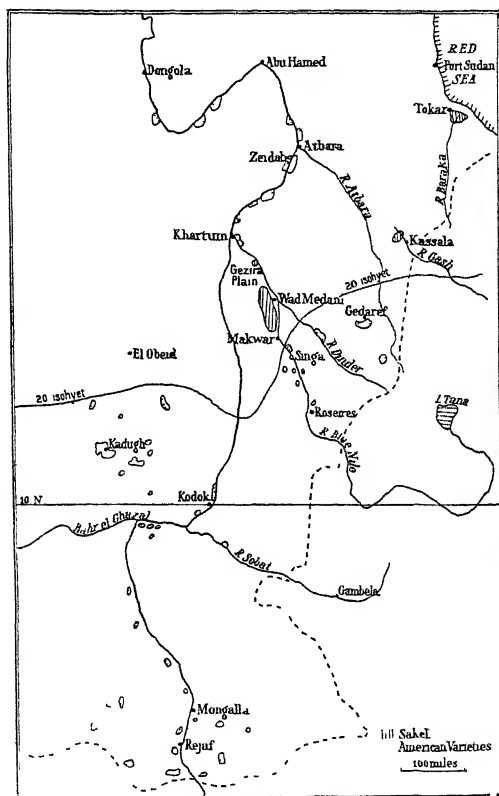 RED
Port Sudan
SEA
Abu Hamed
Dongola
Tokar
Zeidab
Atbara
R Atbara
R Baraka
Khartum
Kassala
R Gash
Gezira
Plain
20 isohyet
Wad Medani
Gedaref
Makwar
R Dinder
El Obeid
Singa
L Tana
20 isohyet
Roseires
R Blue Nile
Kadugli
Kodok
10 N
Bahr el Ghazal
R Sobat
Gambela
Mongalla
Rejaf
Sakel
American Varieties
100 miles